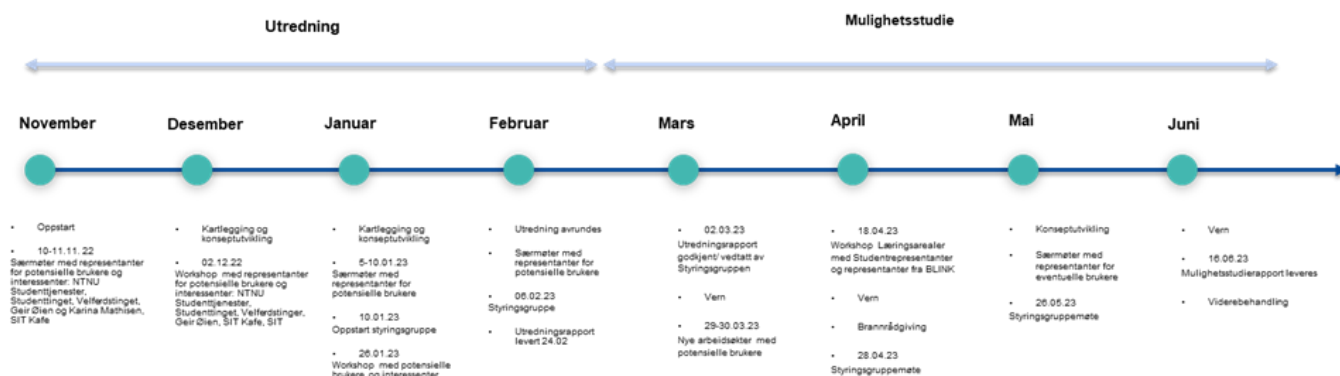 Utredning
Mulighetsstudie
November
Desember
Januar
Februar
Mars
April
Mai
Juni
• Oppstart
• 10-11.11. 22
Særmøter med representanter
for potensielle brukere og
interessenter: NTNU
Studenttjenester,
Studenttinget, Velferdstinget,
Geir Øien og Karina Mathisen,
SIT Kafe
• Kartlegging og
konseptutvikling
• 02.12.22
Workshop med representanter
for potensielle brukere og
interessenter: NTNU
Studenttjenester,
Studenttinget, Velferdstinger,
Geir Øien, SIT Kafe, SIT
• Kartlegging og
konseptutvikling
• 5-10.01.23
Særmøter med
representanter for
potensielle brukere
• 10.01.23
Oppstart styringsgruppe
• 26.01.23
Workshop med potensielle
brukere og interessenter
• Utredning avrundes
• Særmøter med
representanter for
potensielle brukere
• 06.02.23
Styringsgruppe
• Utredningsrapport
levert 24.02
• 02.03.23
Utredningsrapport
godkjent/ vedtatt av
Styringsgruppen
• Vern
• 29-30.03.23
Nye arbeidsøkter med
potensielle brukere
• 18.04.23
Workshop Læringsarealer
med Studentrepresentanter
og representanter fra BLINK
• Vern
• Brannrådgiving
• 28.04.23
Styringsgruppemøte
• Konseptutvikling
• Særmøter med
representanter for
eventuelle brukere
• 26.05.23
Styringsgruppemøte
• Vern
• 16.06.23
Mulighetsstudierapport leveres
• Viderebehandling